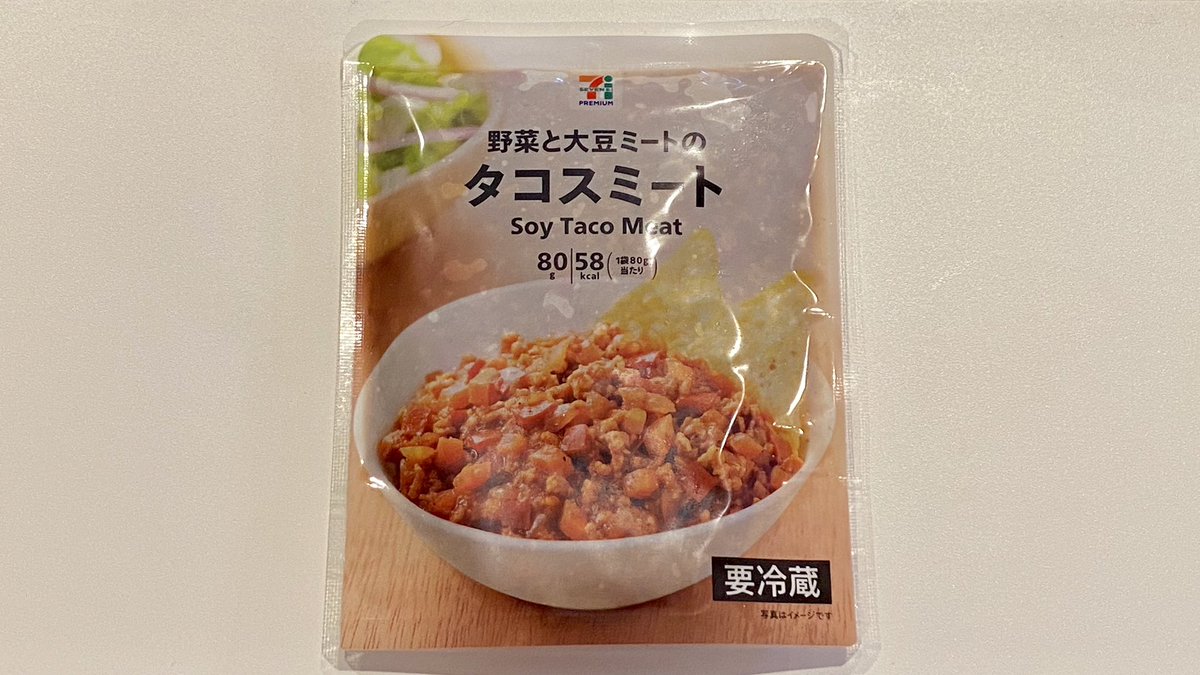 SEVEN & i
PREMIUM
野菜と大豆ミートの
タコスミート
Soy Taco Meat
80g 58kcal (1袋80g当たり)
要冷蔵
写真はイメージです